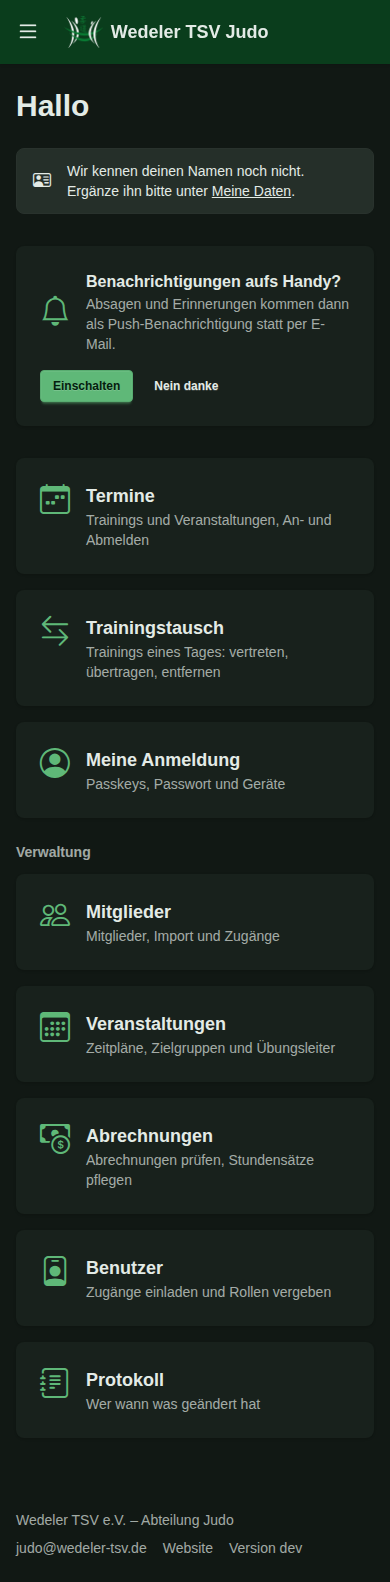 Wedeler TSV Judo
Hallo
Wir kennen deinen Namen noch nicht.
Ergänze ihn bitte unter Meine Daten.
Benachrichtigungen aufs Handy?
Absagen und Erinnerungen kommen dann
als Push-Benachrichtigung statt per E-
Mail.
Einschalten Nein danke
Termine
Trainings und Veranstaltungen, An- und
Abmelden
Trainingstausch
Trainings eines Tages: vertreten,
übertragen, entfernen
Meine Anmeldung
Passkeys, Passwort und Geräte
Verwaltung
Mitglieder
Mitglieder, Import und Zugänge
Veranstaltungen
Zeitpläne, Zielgruppen und Übungsleiter
Abrechnungen
Abrechnungen prüfen, Stundensätze
pflegen
Benutzer
Zugänge einladen und Rollen vergeben
Protokoll
Wer wann was geändert hat
Wedeler TSV e.V. – Abteilung Judo
judo@wedeler-tsv.de Website Version dev